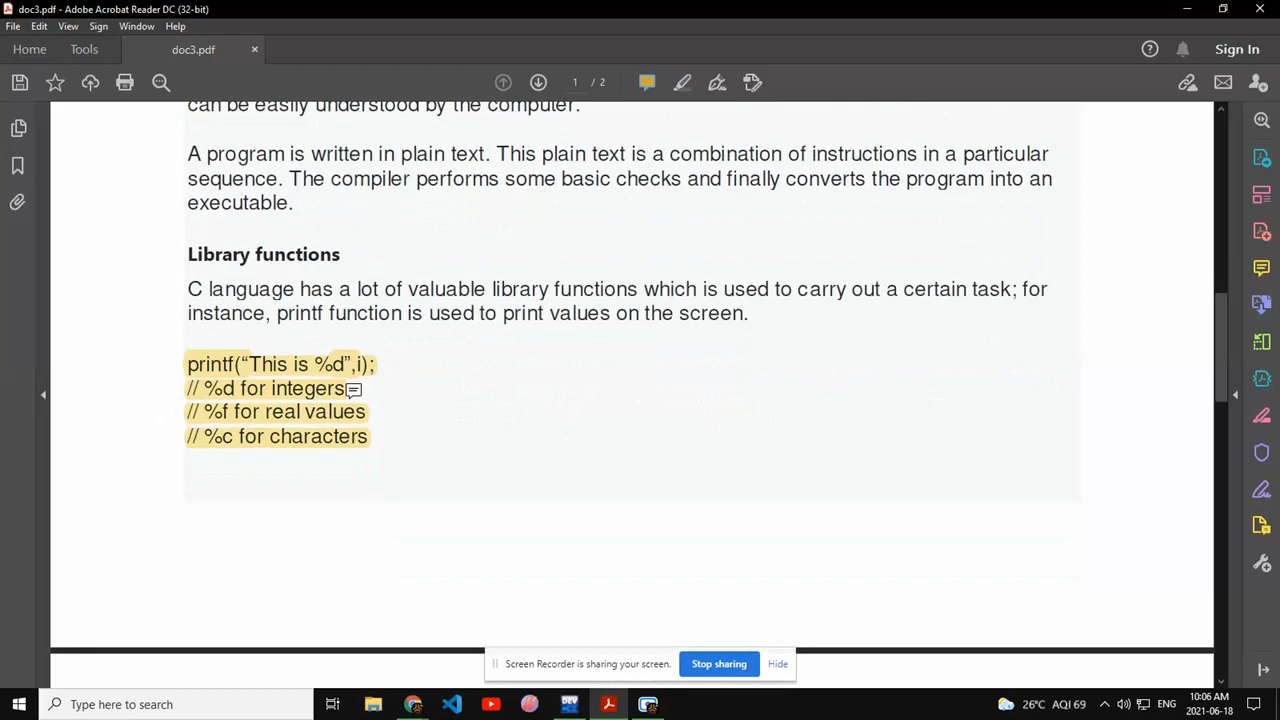 doc3.pdf - Adobe Acrobat Reader DC (32-bit)
File Edit View Sign Window Help
Home Tools doc3.pdf Sign In
1 / 2
can be easily understood by the computer.
A program is written in plain text. This plain text is a combination of instructions in a particular
sequence. The compiler performs some basic checks and finally converts the program into an
executable.
Library functions
C language has a lot of valuable library functions which is used to carry out a certain task; for
instance, printf function is used to print values on the screen.
printf(“This is %d”,i);
// %d for integers
// %f for real values
// %c for characters
Screen Recorder is sharing your screen. Stop sharing Hide
Type here to search
DEV
26°C AQI 69
ENG
10:06 AM
2021-06-18